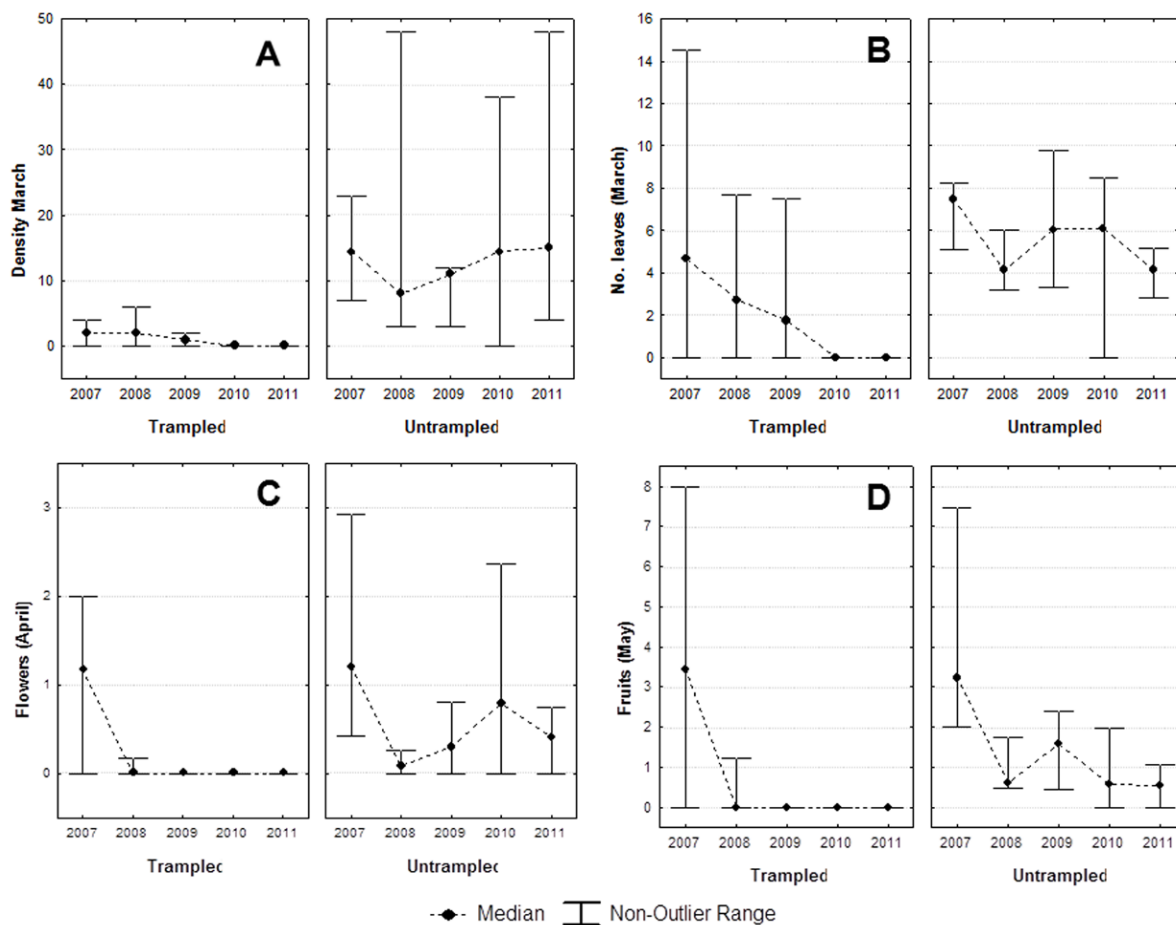 A
Density March
50
40
30
20
10
0
2007 2008 2009 2010 2011
Trampled
2007 2008 2009 2010 2011
Untrampled
B
No. leaves (March)
16
14
12
10
8
6
4
2
0
2007 2008 2009 2010 2011
Trampled
2007 2008 2009 2010 2011
Untrampled
C
Flowers (April)
3
2
1
0
2007 2008 2009 2010 2011
Trampled
2007 2008 2009 2010 2011
Untrampled
D
Fruits (May)
8
7
6
5
4
3
2
1
0
2007 2008 2009 2010 2011
Trampled
2007 2008 2009 2010 2011
Untrampled
Median Non-Outlier Range